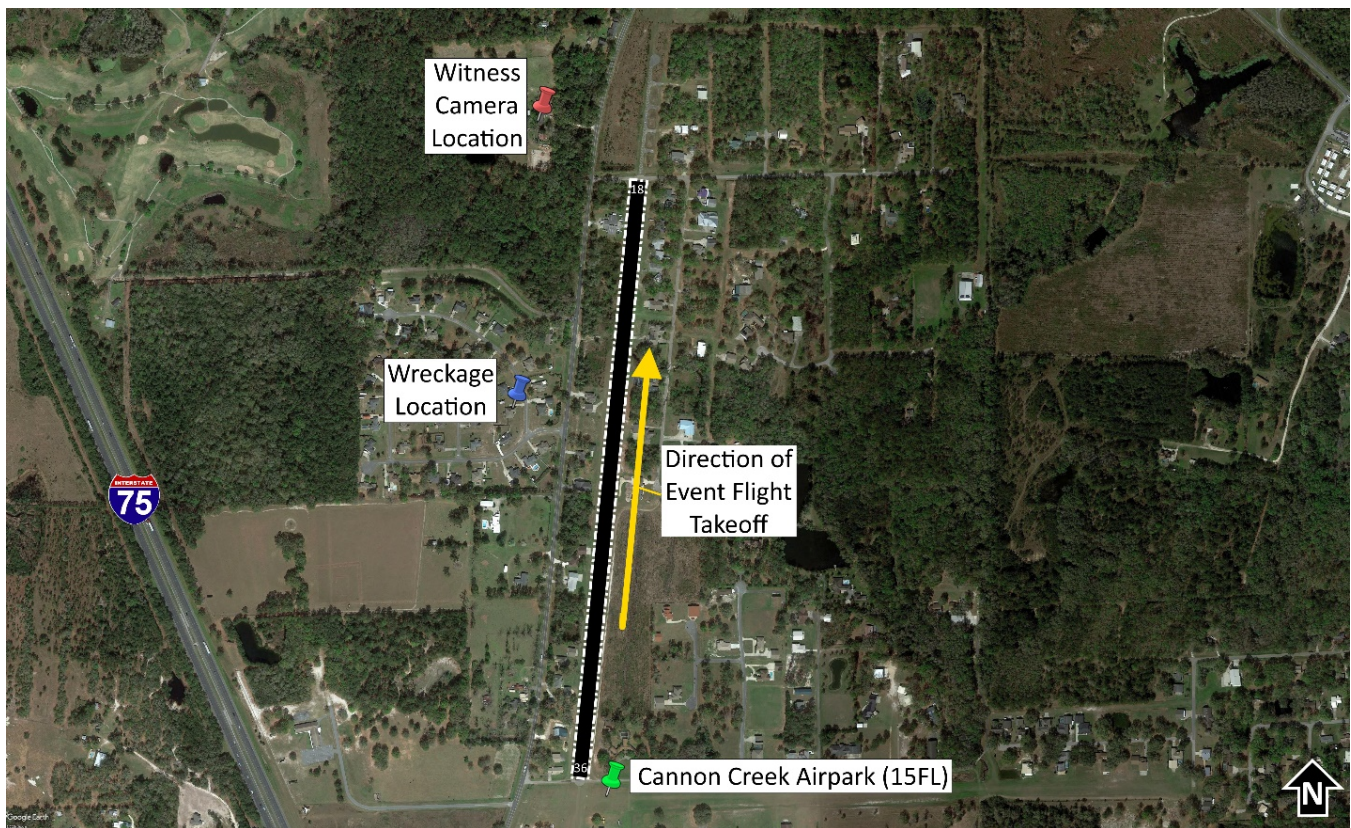 Witness
Camera
Location
18
Wreckage
Location
Direction of
Event Flight
Takeoff
INTERSTATE
75
36
Cannon Creek Airpark (15FL)
N
Google Earth